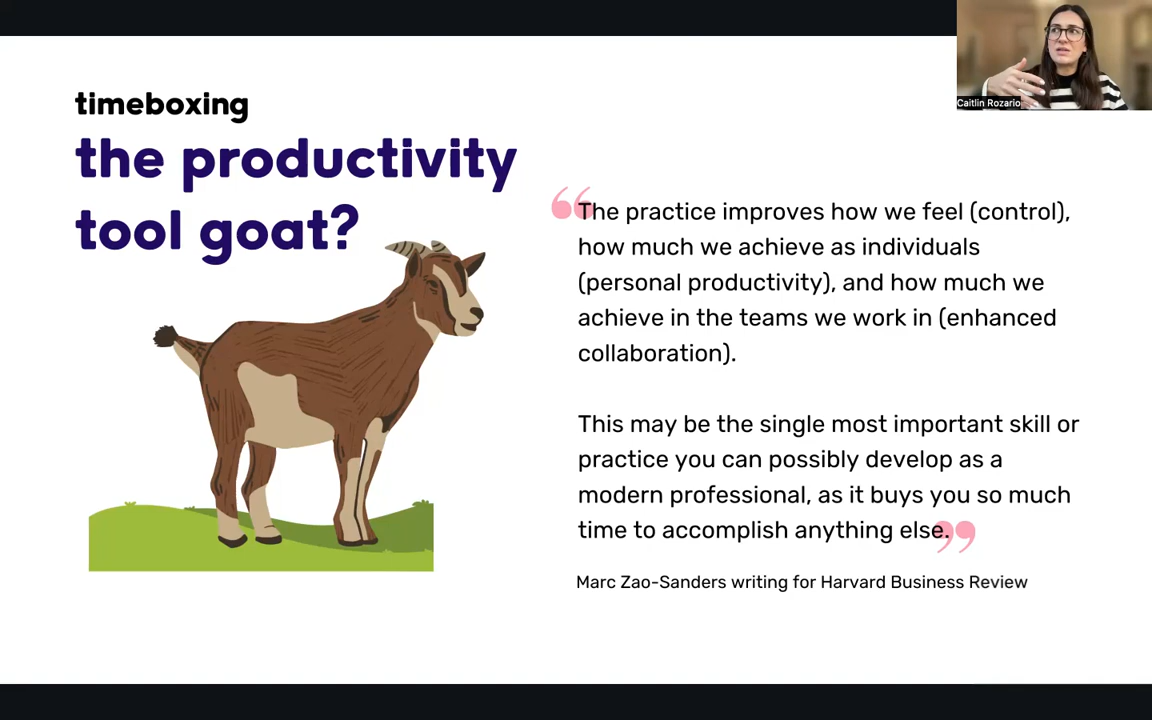 Caitlin Rozario
timeboxing
the productivity
tool goat?
“The practice improves how we feel (control),
how much we achieve as individuals
(personal productivity), and how much we
achieve in the teams we work in (enhanced
collaboration).
This may be the single most important skill or
practice you can possibly develop as a
modern professional, as it buys you so much
time to accomplish anything else.”
Marc Zao-Sanders writing for Harvard Business Review